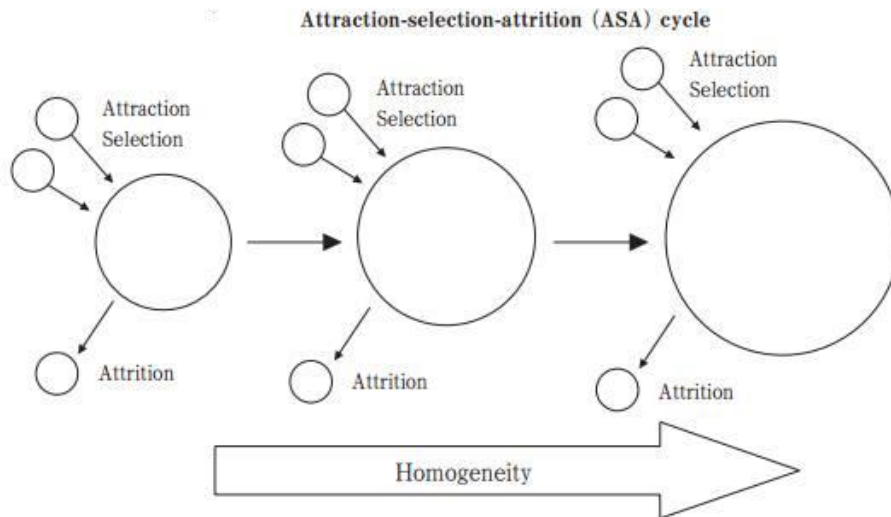 Attraction-selection-attrition (ASA) cycle
Attraction
Selection
Attraction
Selection
Attraction
Selection
Attrition
Attrition
Attrition
Homogeneity